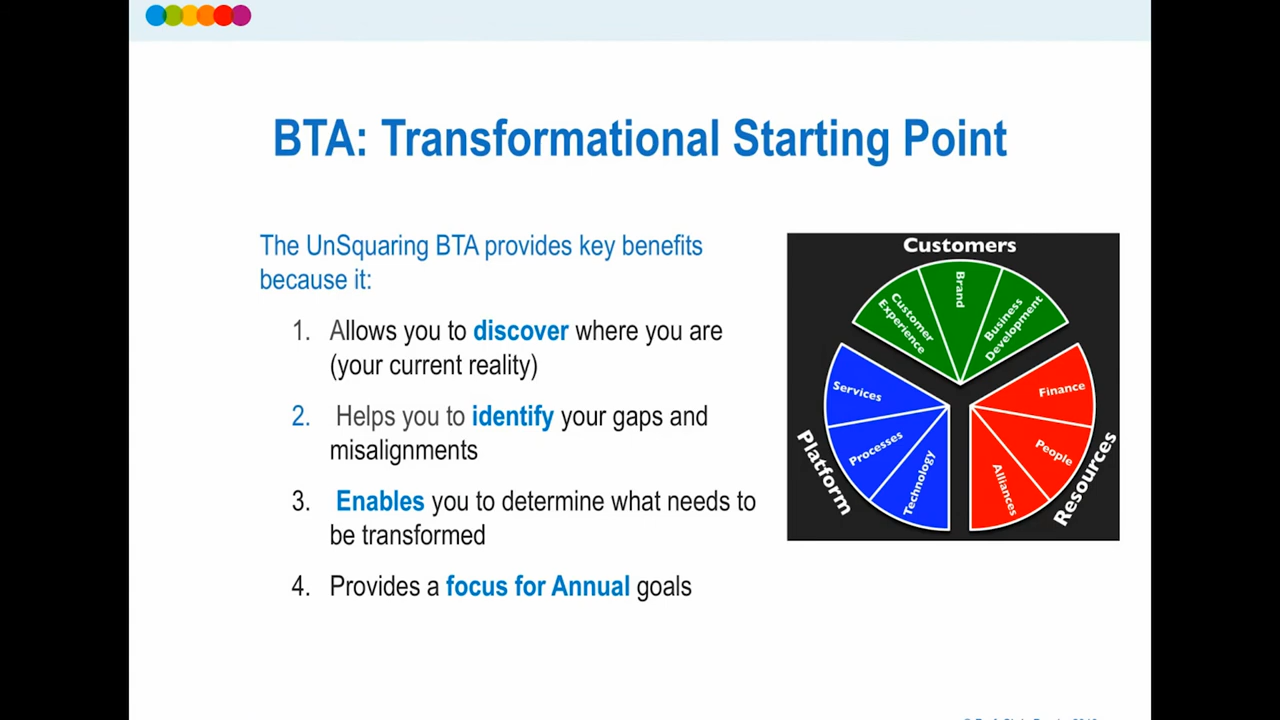 BTA: Transformational Starting Point
The UnSquaring BTA provides key benefits
because it:
1. Allows you to discover where you are
(your current reality)
2. Helps you to identify your gaps and
misalignments
3. Enables you to determine what needs to
be transformed
4. Provides a focus for Annual goals
Customers
Customer
Experience
Brand
Business
Development
Services
Processes
Technology
Platform
Finance
People
Alliances
Resources